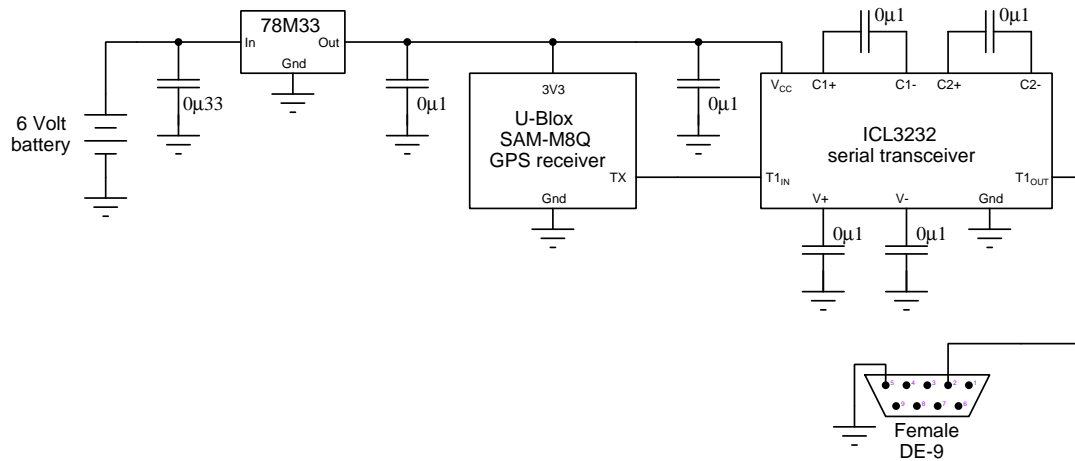 78M33
In
Out
Gnd
0µ33
6 Volt
battery
0µ1
3V3
U-Blox
SAM-M8Q
GPS receiver
TX
Gnd
0µ1
0µ1
0µ1
VCC
C1+
C1-
C2+
C2-
ICL3232
serial transceiver
T1IN
T1OUT
V+
V-
Gnd
0µ1
0µ1
5
4
3
2
1
9
8
7
6
Female
DE-9